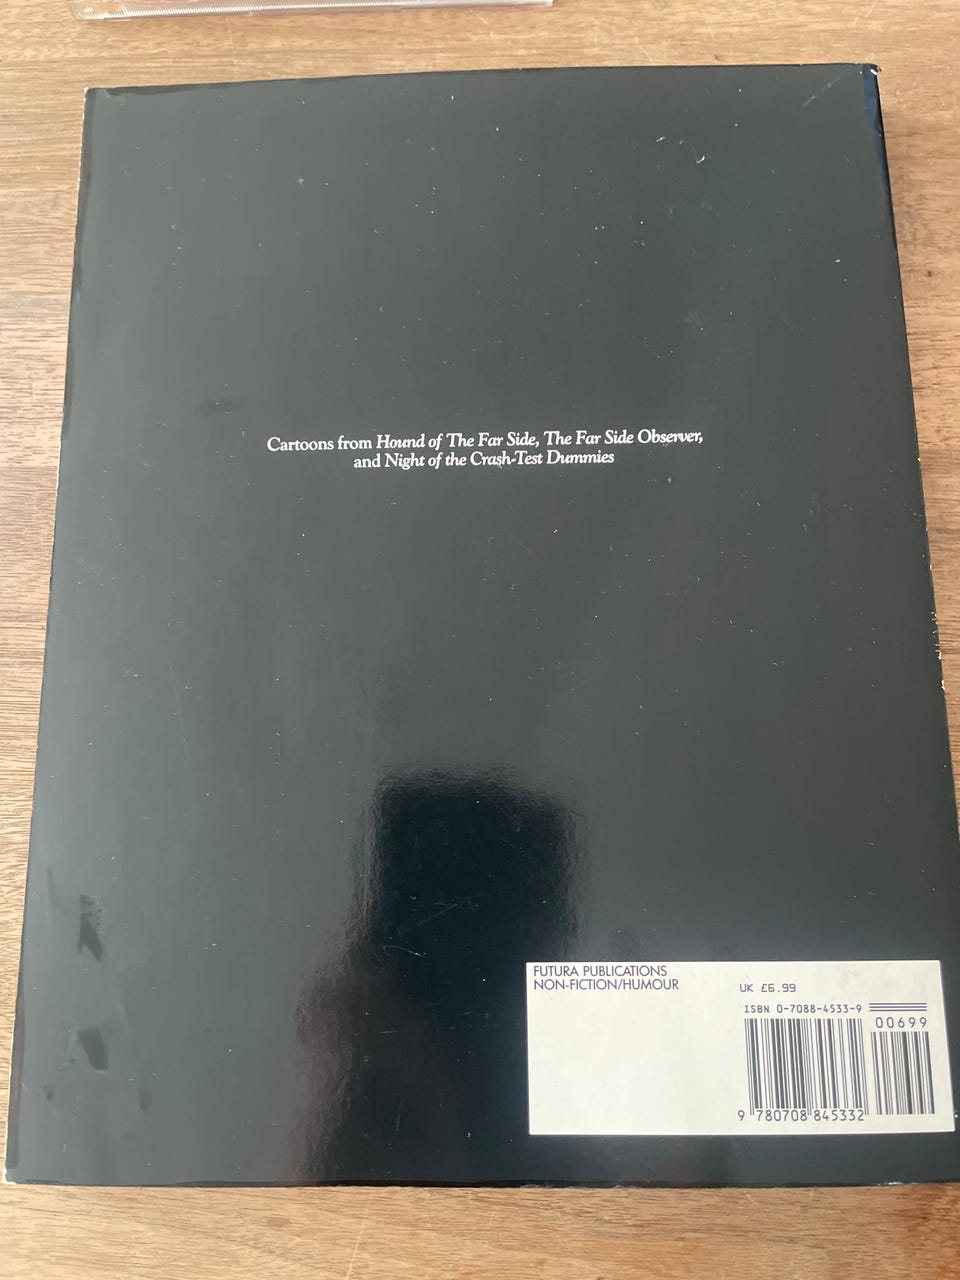 Cartoons from Hound of The Far Side, The Far Side Observer,
and Night of the Crash-Test Dummies
FUTURA PUBLICATIONS
NON-FICTION/HUMOUR
UK £6.99
ISBN 0-7088-4533-9
00699
9 780708 845332